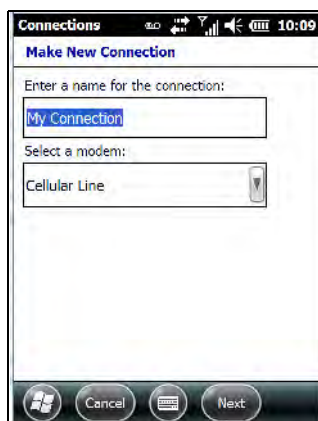 Connections 10:09
Make New Connection
Enter a name for the connection:
My Connection
Select a modem:
Cellular Line
Cancel Next